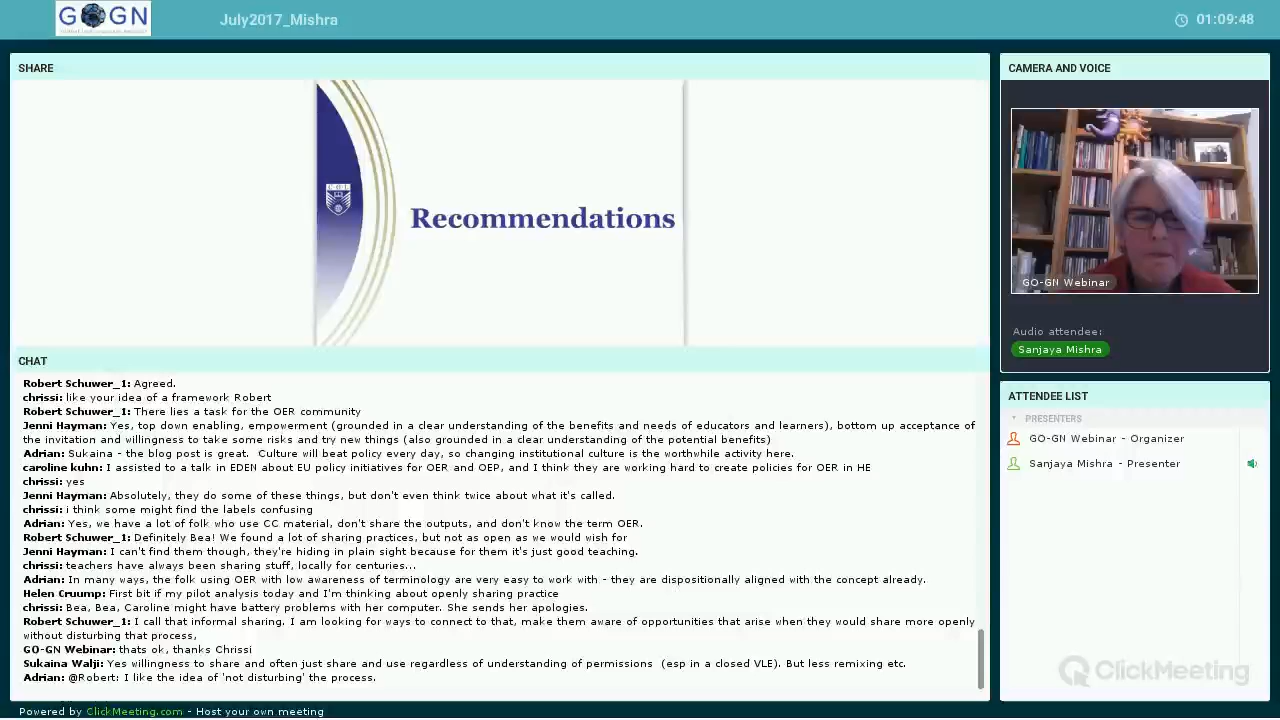 GOGN
July2017_Mishra
01:09:48
SHARE
COL
Recommendations
CHAT
Robert Schuwer_1: Agreed.
chrissi: like your idea of a framework Robert
Robert Schuwer_1: There lies a task for the OER community
Jenni Hayman: Yes, top down enabling, empowerment (grounded in a clear understanding of the benefits and needs of educators and learners), bottom up acceptance of
the invitation and willingness to take some risks and try new things (also grounded in a clear understanding of the potential benefits)
Adrian: Sukaina - the blog post is great.  Culture will beat policy every day, so changing institutional culture is the worthwhile activity here.
caroline kuhn: I assisted to a talk in EDEN about EU policy initiatives for OER and OEP, and I think they are working hard to create policies for OER in HE
chrissi: yes
Jenni Hayman: Absolutely, they do some of these things, but don't even think twice about what it's called.
chrissi: i think some might find the labels confusing
Adrian: Yes, we have a lot of folk who use CC material, don't share the outputs, and don't know the term OER.
Robert Schuwer_1: Definitely Bea! We found a lot of sharing practices, but not as open as we would wish for
Jenni Hayman: I can't find them though, they're hiding in plain sight because for them it's just good teaching.
chrissi: teachers have always been sharing stuff, locally for centuries...
Adrian: In many ways, the folk using OER with low awareness of terminology are very easy to work with - they are dispositionally aligned with the concept already.
Helen Cruump: First bit if my pilot analysis today and I'm thinking about openly sharing practice
chrissi: Bea, Bea, Caroline might have battery problems with her computer. She sends her apologies.
Robert Schuwer_1: I call that informal sharing. I am looking for ways to connect to that, make them aware of opportunities that arise when they would share more openly
without disturbing that process,
GO-GN Webinar: thats ok, thanks Chrissi
Sukaina Walji: Yes willingness to share and often just share and use regardless of understanding of permissions  (esp in a closed VLE). But less remixing etc.
Adrian: @Robert: I like the idea of 'not disturbing' the process.
CAMERA AND VOICE
GO-GN Webinar
Audio attendee:
Sanjaya Mishra
ATTENDEE LIST
PRESENTERS
GO-GN Webinar - Organizer
Sanjaya Mishra - Presenter
ClickMeeting
Powered by ClickMeeting.com - Host your own meeting